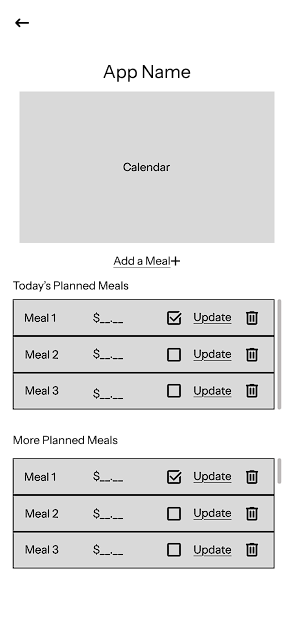 App Name
Calendar
Add a Meal+
Today's Planned Meals
Meal 1 $__.__ Update
Meal 2 $__.__ Update
Meal 3 $__.__ Update
More Planned Meals
Meal 1 $__.__ Update
Meal 2 $__.__ Update
Meal 3 $__.__ Update